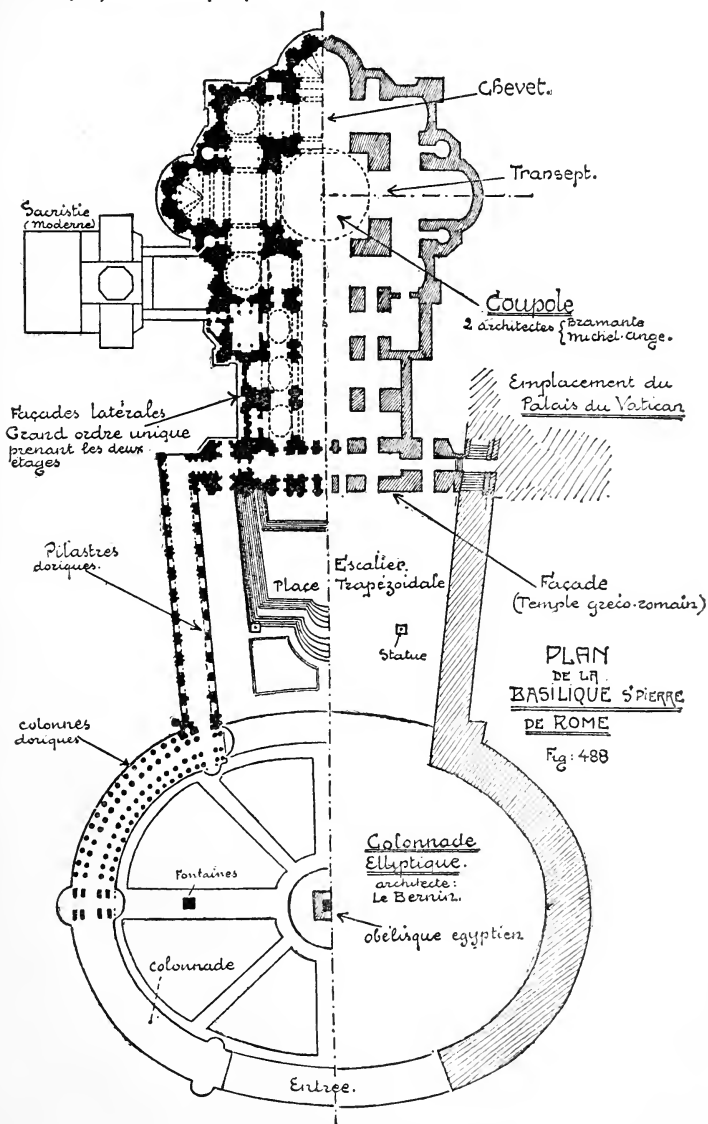 Chevet.
Transept.
Sacristie
(Moderne)
Coupole
2 architectes { Bramante
Michel-Ange.
Emplacement du
Palais du Vatican
Façades latérales
Grand ordre unique
prenant les deux
étages
Pilastres
doriques.
Place
Escalier.
Trapézoïdale
Façade
(Temple gréco-romain)
Statue
PLAN
DE LA
BASILIQUE St PIERRE
DE ROME
Fig: 488
colonnes
doriques
Colonnade
Elliptique.
architecte:
Le Bernin.
Fontaines
obélisque egyptien
colonnade
Entrée.